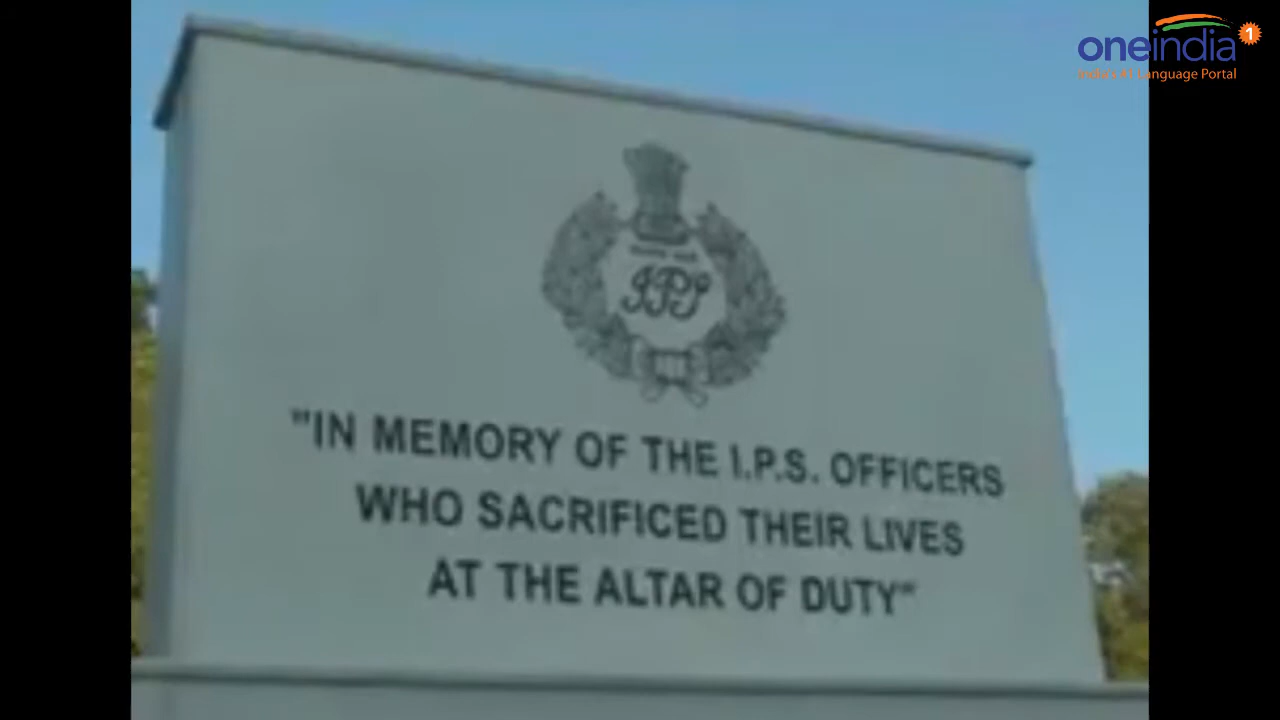 oneindia
1
India's #1 Language Portal
IPS
"IN MEMORY OF THE I.P.S. OFFICERS
WHO SACRIFICED THEIR LIVES
AT THE ALTAR OF DUTY"